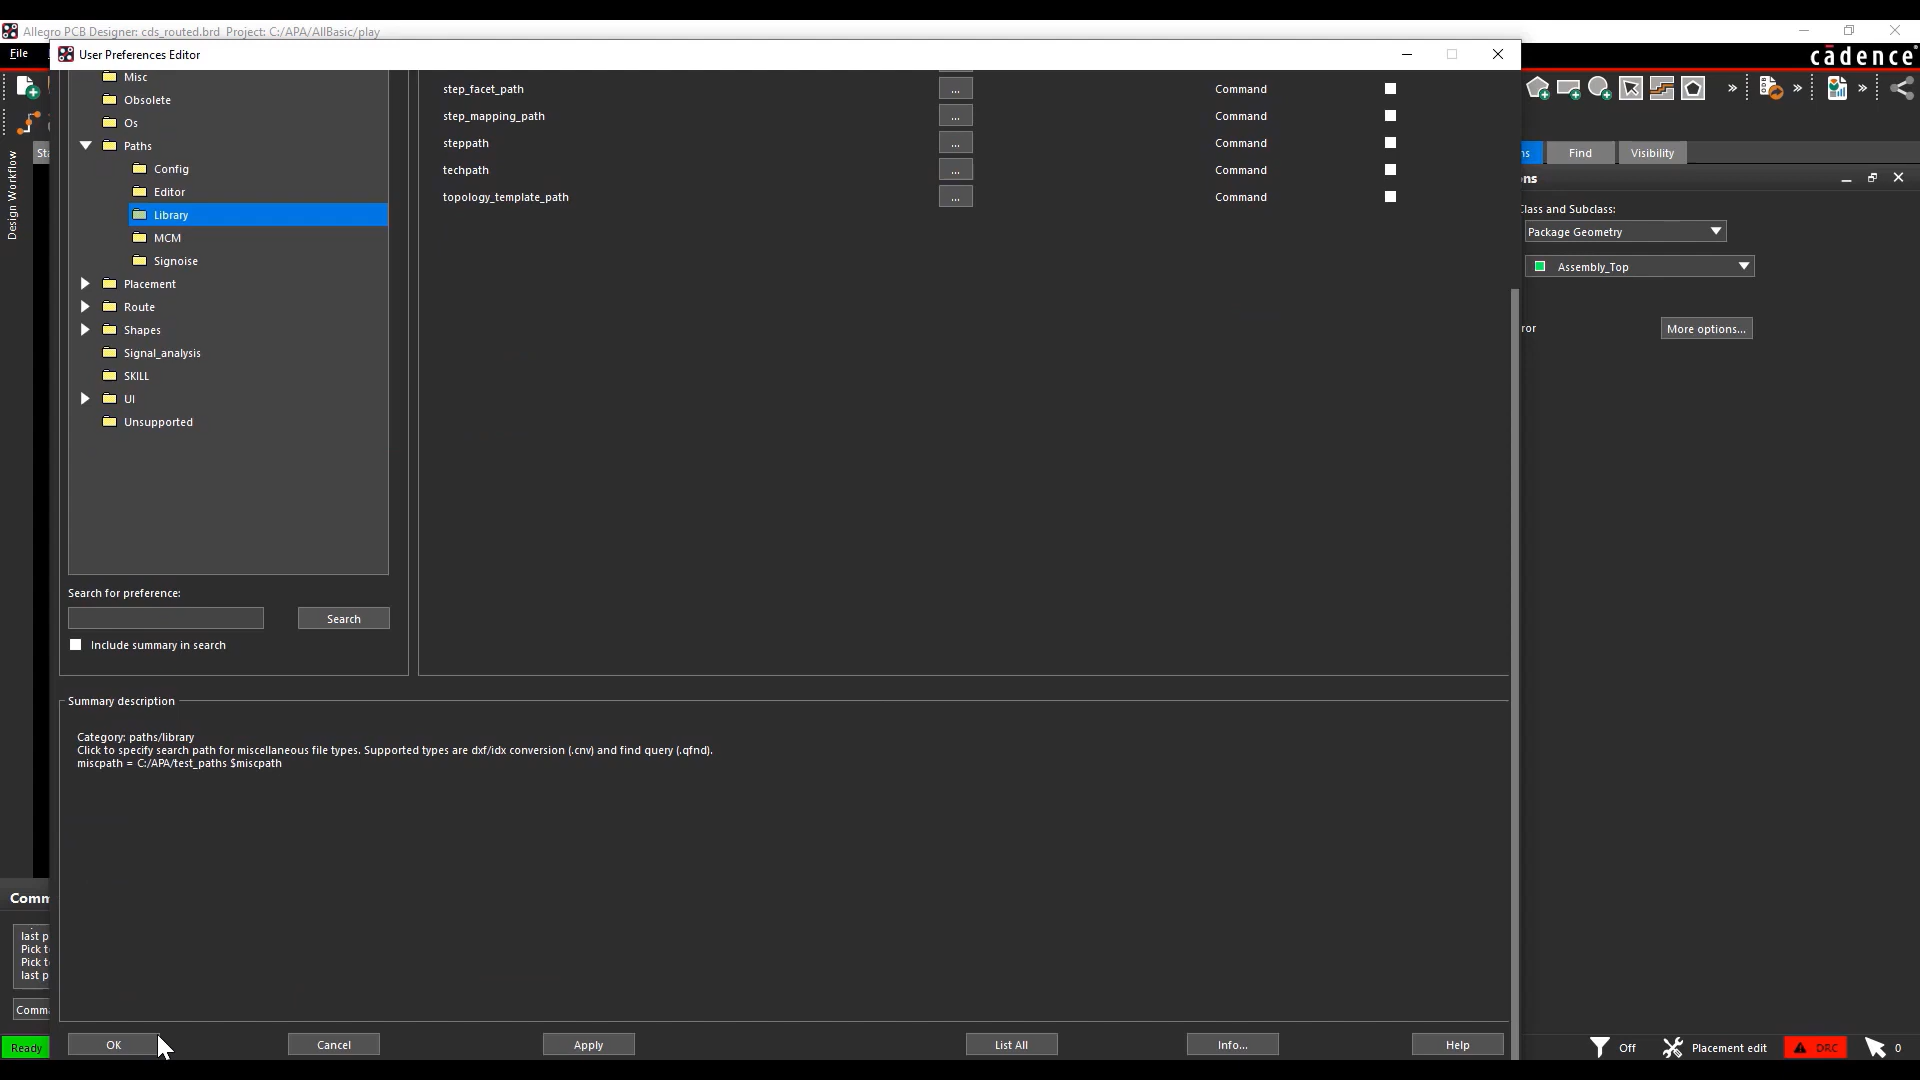 Allegro PCB Designer: cds_routed.brd Project: C:/APA/AllBasic/play
File
cādence
User Preferences Editor
Design Workflow
Misc
Obsolete
Os
Paths
Config
Editor
Library
MCM
Signoise
Placement
Route
Shapes
Signal_analysis
SKILL
UI
Unsupported
Search for preference:
Search
Include summary in search
step_facet_path ... Command
step_mapping_path ... Command
steppath ... Command
techpath ... Command
topology_template_path ... Command
Find
Visibility
Class and Subclass:
Package Geometry
Assembly_Top
More options...
Summary description
Category: paths/library
Click to specify search path for miscellaneous file types. Supported types are dxf/idx conversion (.cnv) and find query (.qfnd).
miscpath = C:/APA/test_paths $miscpath
last p
Pick t
Pick t
last p
Ready
OK
Cancel
Apply
List All
Info...
Help
Off
Placement edit
DRC
0